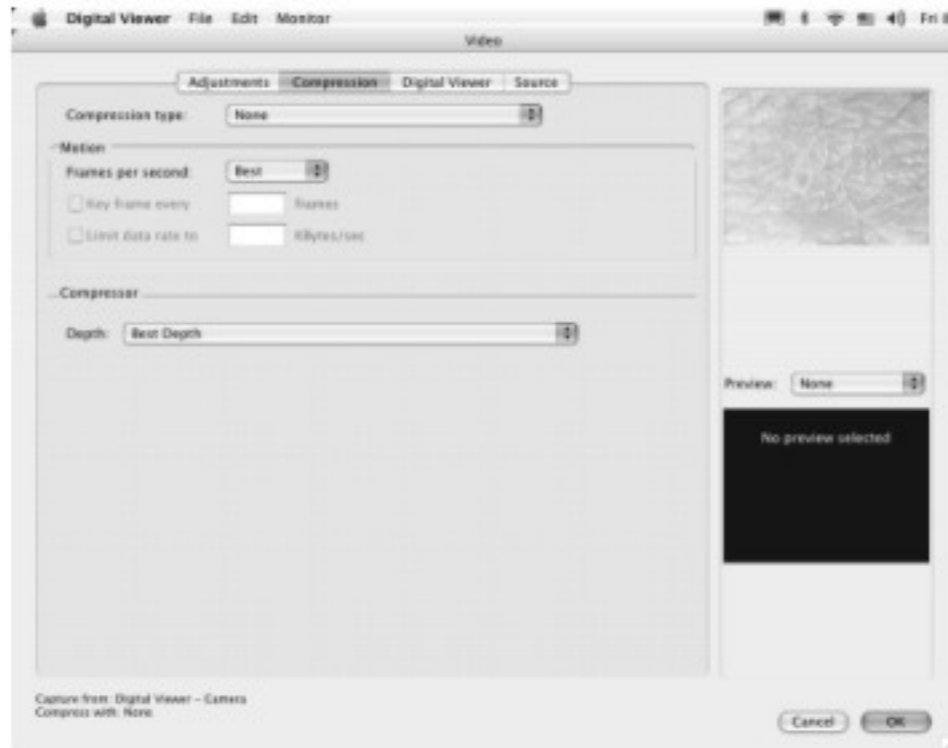 Digital Viewer File Edit Monitor Fri
Video
Adjustments Compression Digital Viewer Source
Compression type: None
Motion
Frames per second: Best
Key frame every frames
Limit data rate to KBytes/sec
Compressor
Depth: Best Depth
Preview: None
No preview selected
Capture from: Digital Viewer – Camera
Compress with: None
Cancel OK